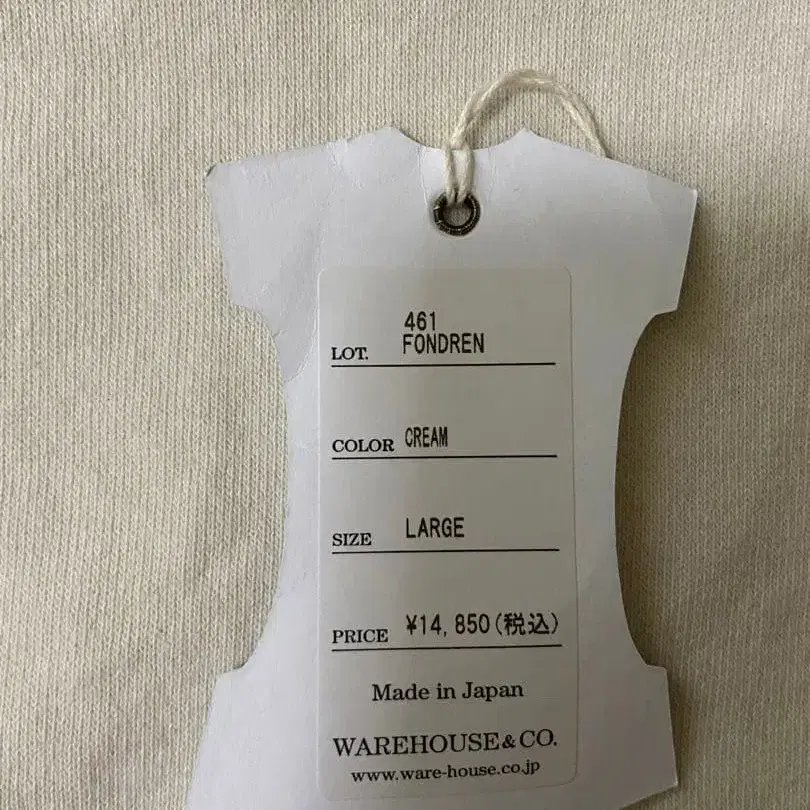 461
LOT. FONDREN
COLOR CREAM
SIZE LARGE
PRICE ¥14,850(税込)
Made in Japan
WAREHOUSE&CO.
www.ware-house.co.jp